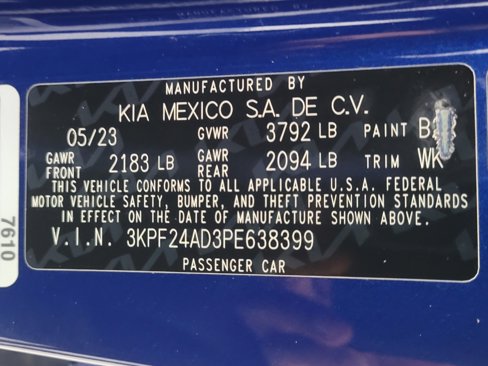 MANUFACTURED BY
KIA MEXICO S.A. DE C.V.
05/23 GVWR 3792 LB PAINT
GAWR FRONT 2183 LB GAWR REAR 2094 LB TRIM WK
THIS VEHICLE CONFORMS TO ALL APPLICABLE U.S.A. FEDERAL
MOTOR VEHICLE SAFETY, BUMPER, AND THEFT PREVENTION STANDARDS
IN EFFECT ON THE DATE OF MANUFACTURE SHOWN ABOVE.
V.I.N. 3KPF24AD3PE638399
PASSENGER CAR
7610